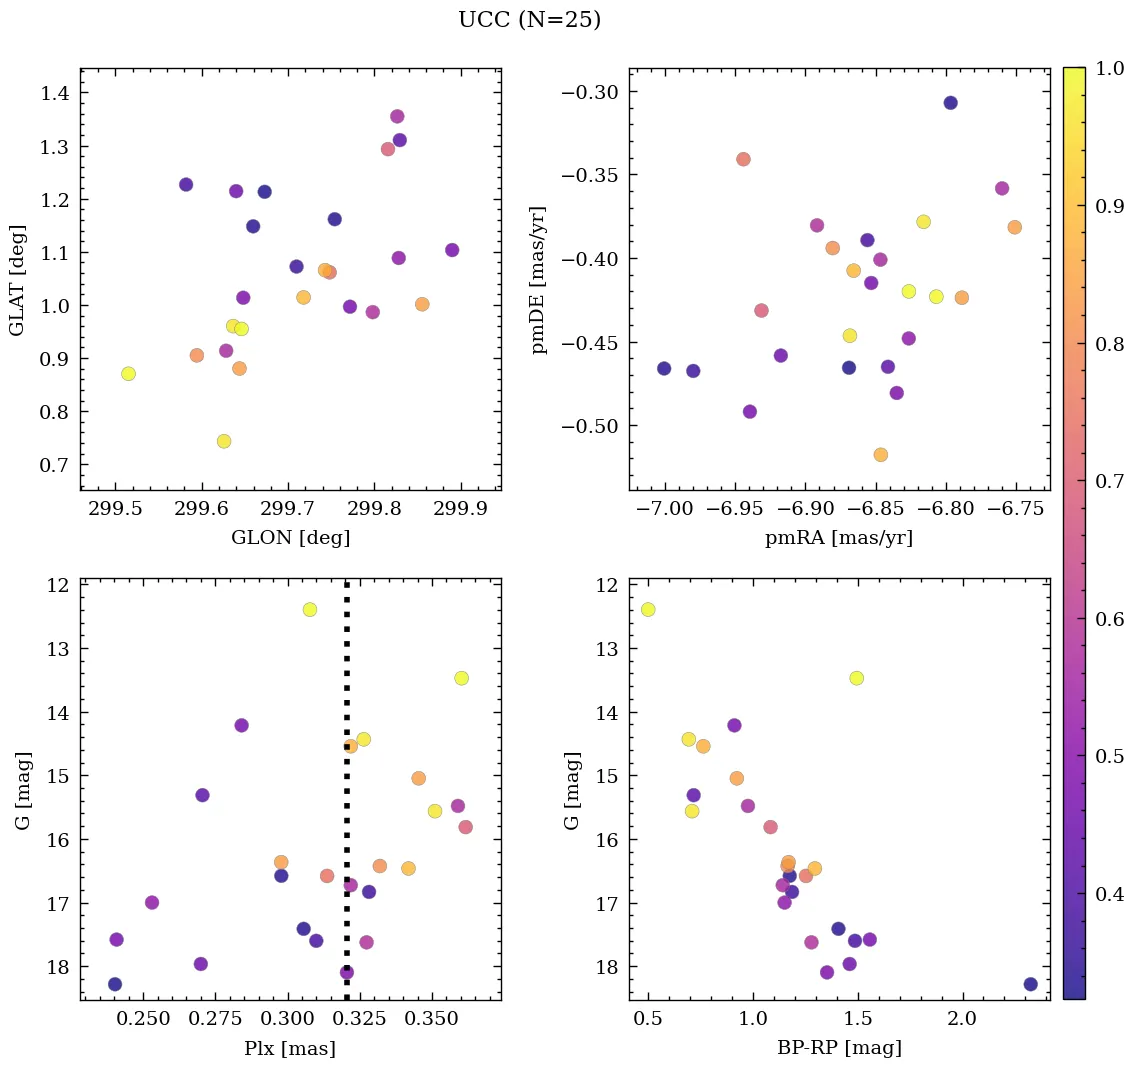 UCC (N=25)
1.4
1.3
1.2
1.1
1.0
0.9
0.8
0.7
GLAT [deg]
299.5 299.6 299.7 299.8 299.9
GLON [deg]
−0.30
−0.35
−0.40
−0.45
−0.50
pmDE [mas/yr]
−7.00 −6.95 −6.90 −6.85 −6.80 −6.75
pmRA [mas/yr]
12
13
14
15
16
17
18
G [mag]
0.250 0.275 0.300 0.325 0.350
Plx [mas]
12
13
14
15
16
17
18
G [mag]
0.5 1.0 1.5 2.0
BP-RP [mag]
1.0
0.9
0.8
0.7
0.6
0.5
0.4